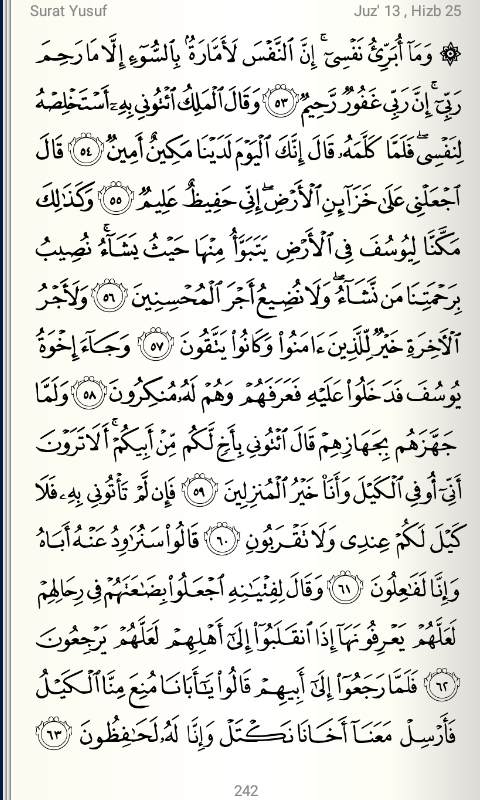 Surat Yusuf
Juz' 13 , Hizb 25
۞ وَمَآ أُبَرِّئُ نَفْسِىٓ ۚ إِنَّ ٱلنَّفْسَ لَأَمَّارَةٌۢ بِٱلسُّوٓءِ إِلَّا مَا رَحِمَ
رَبِّىٓ ۚ إِنَّ رَبِّى غَفُورٌ رَّحِيمٌ ٥٣ وَقَالَ ٱلْمَلِكُ ٱئْتُونِى بِهِۦٓ أَسْتَخْلِصْهُ
لِنَفْسِى ۖ فَلَمَّا كَلَّمَهُۥ قَالَ إِنَّكَ ٱلْيَوْمَ لَدَيْنَا مَكِينٌ أَمِينٌ ٥٤ قَالَ
ٱجْعَلْنِى عَلَىٰ خَزَآئِنِ ٱلْأَرْضِ ۖ إِنِّى حَفِيظٌ عَلِيمٌ ٥٥ وَكَذَٰلِكَ
مَكَّنَّا لِيُوسُفَ فِى ٱلْأَرْضِ يَتَبَوَّأُ مِنْهَا حَيْثُ يَشَآءُ ۚ نُصِيبُ
بِرَحْمَتِنَا مَن نَّشَآءُ ۖ وَلَا نُضِيعُ أَجْرَ ٱلْمُحْسِنِينَ ٥٦ وَلَأَجْرُ
ٱلْأَخِرَةِ خَيْرٌ لِّلَّذِينَ ءَامَنُوا۟ وَكَانُوا۟ يَتَّقُونَ ٥٧ وَجَآءَ إِخْوَةُ
يُوسُفَ فَدَخَلُوا۟ عَلَيْهِ فَعَرَفَهُمْ وَهُمْ لَهُۥ مُنكِرُونَ ٥٨ وَلَمَّا
جَهَّزَهُم بِجَهَازِهِمْ قَالَ ٱئْتُونِى بِأَخٍ لَّكُم مِّنْ أَبِيكُمْ ۚ أَلَا تَرَوْنَ
أَنِّىٓ أُوفِى ٱلْكَيْلَ وَأَنَا۠ خَيْرُ ٱلْمُنزِلِينَ ٥٩ فَإِن لَّمْ تَأْتُونِى بِهِۦ فَلَا
كَيْلَ لَكُمْ عِندِى وَلَا تَقْرَبُونِ ٦٠ قَالُوا۟ سَنُرَٰوِدُ عَنْهُ أَبَاهُ
وَإِنَّا لَفَٰعِلُونَ ٦١ وَقَالَ لِفِتْيَٰنِهِ ٱجْعَلُوا۟ بِضَٰعَتَهُمْ فِى رِحَالِهِمْ
لَعَلَّهُمْ يَعْرِفُونَهَآ إِذَا ٱنقَلَبُوٓا۟ إِلَىٰٓ أَهْلِهِمْ لَعَلَّهُمْ يَرْجِعُونَ
٦٢ فَلَمَّا رَجَعُوٓا۟ إِلَىٰٓ أَبِيهِمْ قَالُوا۟ يَٰٓأَبَانَا مُنِعَ مِنَّا ٱلْكَيْلُ
فَأَرْسِلْ مَعَنَآ أَخَانَا نَكْتَلْ وَإِنَّا لَهُۥ لَحَٰفِظُونَ ٦٣
242